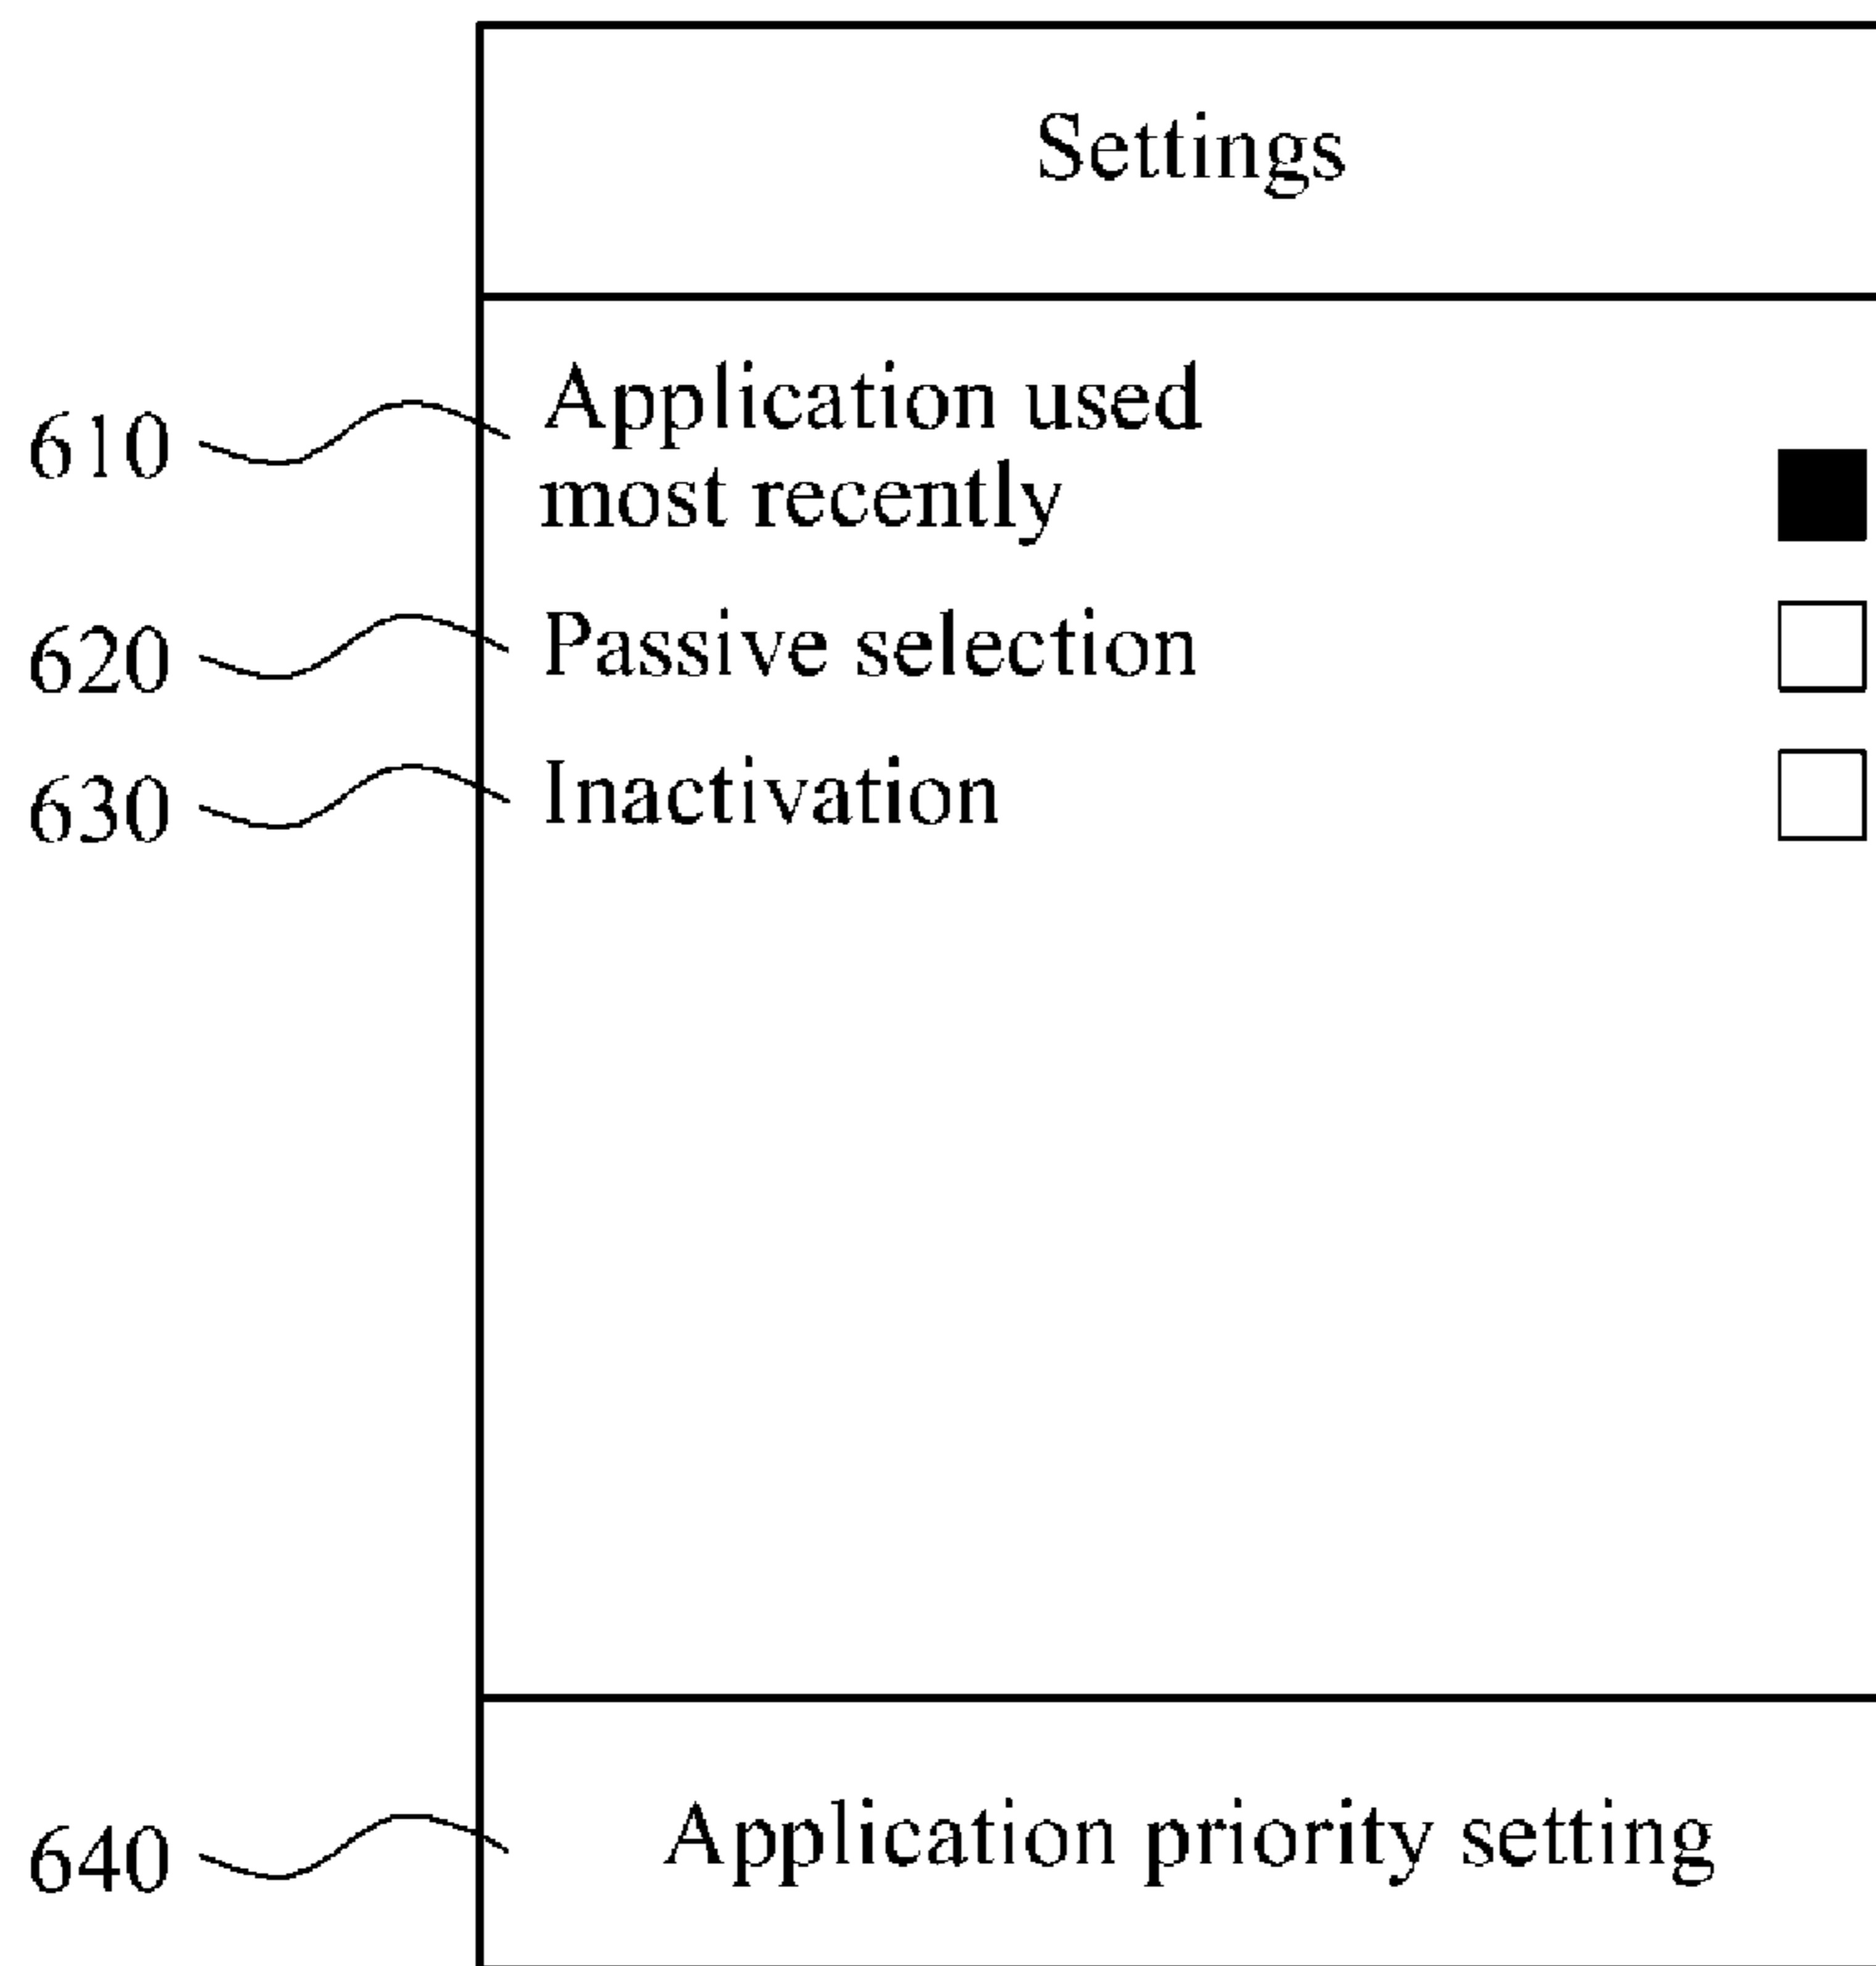 Settings
610 Application used
most recently
620 Passive selection
630 Inactivation
640 Application priority setting